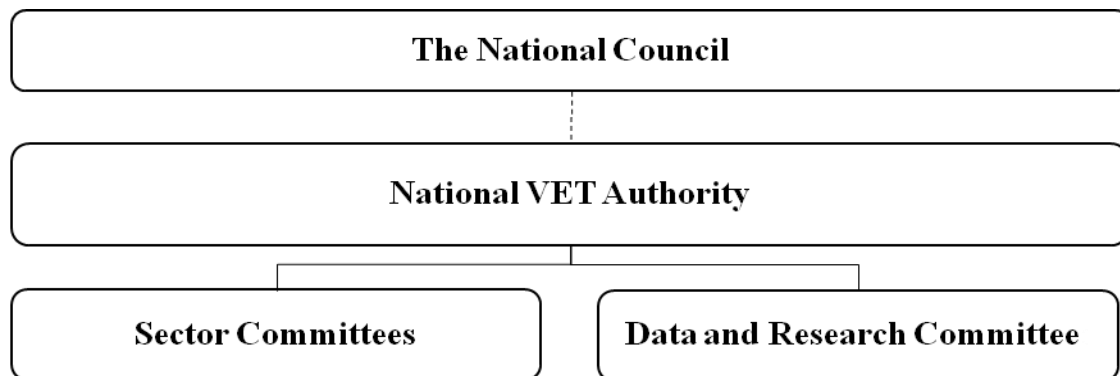 The National Council
National VET Authority
Sector Committees
Data and Research Committee